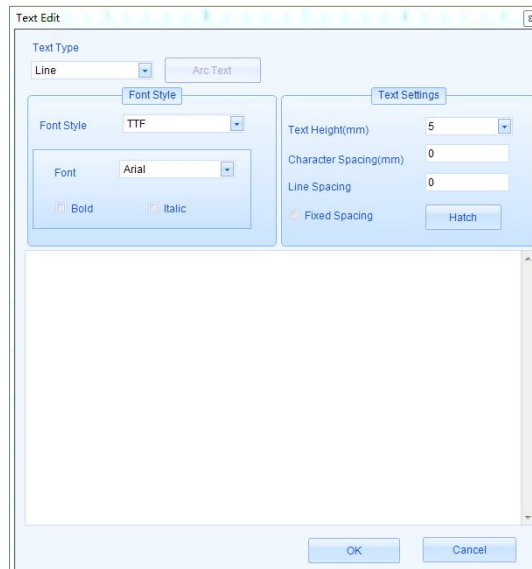 Text Edit
Text Type
Line
Arc Text
Font Style
Font Style
TTF
Font
Arial
Bold
Italic
Text Settings
Text Height(mm)
5
Character Spacing(mm)
0
Line Spacing
0
Fixed Spacing
Hatch
OK
Cancel